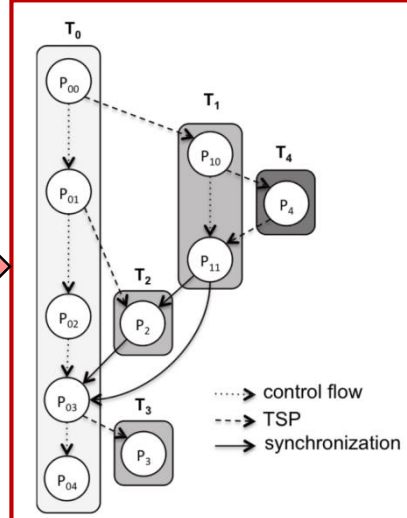 T0
P00
T1
P10
T4
P01
P4
P11
T2
P02
P2
P03
T3
P3
P04
control flow
TSP
synchronization